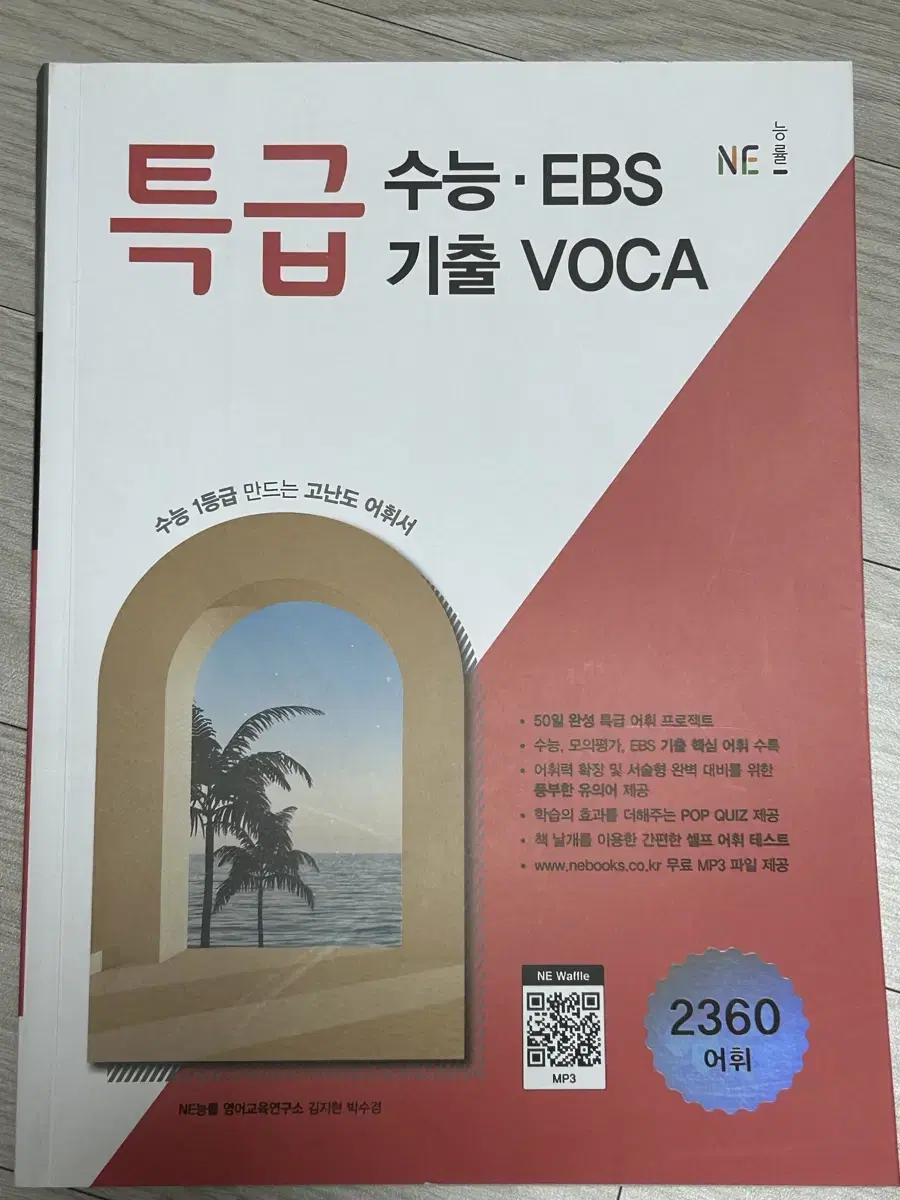 특급
수능·EBS
기출 VOCA
NE 능률
수능 1등급 만드는 고난도 어휘서
• 50일 완성 특급 어휘 프로젝트
• 수능, 모의평가, EBS 기출 핵심 어휘 수록
• 어휘력 확장 및 서술형 완벽 대비를 위한
풍부한 유의어 제공
• 학습의 효과를 더해주는 POP QUIZ 제공
• 책 날개를 이용한 간편한 셀프 어휘 테스트
• www.nebooks.co.kr 무료 MP3 파일 제공
NE Waffle
MP3
2360
어휘
NE능률 영어교육연구소 김지현 박수경